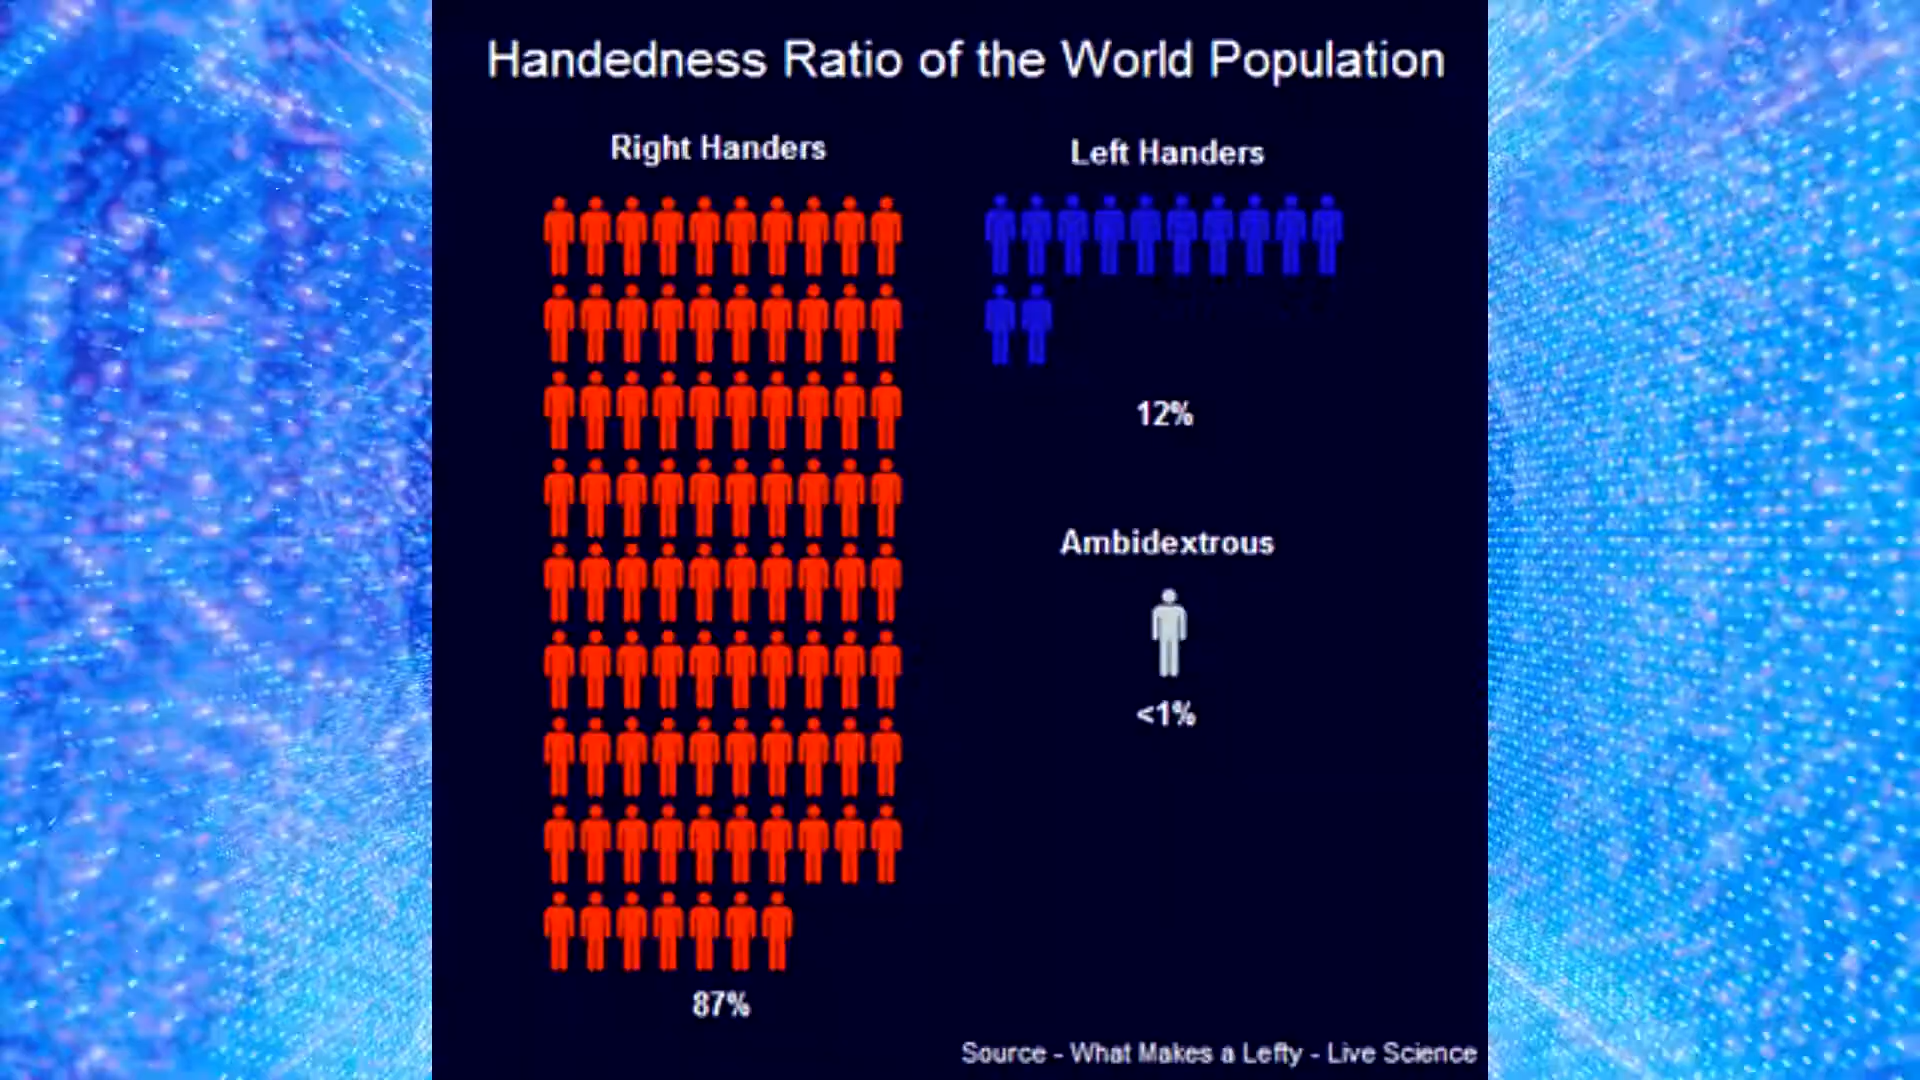 Handedness Ratio of the World Population
Right Handers
87%
Left Handers
12%
Ambidextrous
<1%
Source - What Makes a Lefty - Live Science